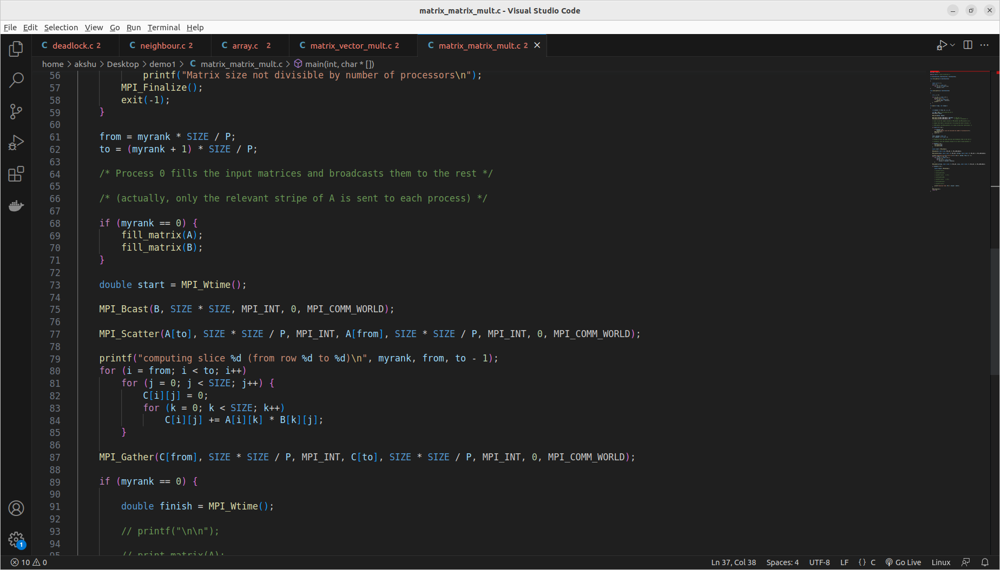 matrix_matrix_mult.c - Visual Studio Code
File Edit Selection View Go Run Terminal Help
C deadlock.c 2 C neighbour.c 2 C array.c 2 C matrix_vector_mult.c 2 C matrix_matrix_mult.c 2
home > akshu > Desktop > demo1 > C matrix_matrix_mult.c > main(int, char * [])
56 printf("Matrix size not divisible by number of processors\n");
57 MPI_Finalize();
58 exit(-1);
59 }
60
61 from = myrank * SIZE / P;
62 to = (myrank + 1) * SIZE / P;
63
64 /* Process 0 fills the input matrices and broadcasts them to the rest */
65
66 /* (actually, only the relevant stripe of A is sent to each process) */
67
68 if (myrank == 0) {
69 fill_matrix(A);
70 fill_matrix(B);
71 }
72
73 double start = MPI_Wtime();
74
75 MPI_Bcast(B, SIZE * SIZE, MPI_INT, 0, MPI_COMM_WORLD);
76
77 MPI_Scatter(A[to], SIZE * SIZE / P, MPI_INT, A[from], SIZE * SIZE / P, MPI_INT, 0, MPI_COMM_WORLD);
78
79 printf("computing slice %d (from row %d to %d)\n", myrank, from, to - 1);
80 for (i = from; i < to; i++)
81 for (j = 0; j < SIZE; j++) {
82 C[i][j] = 0;
83 for (k = 0; k < SIZE; k++)
84 C[i][j] += A[i][k] * B[k][j];
85 }
86
87 MPI_Gather(C[from], SIZE * SIZE / P, MPI_INT, C[to], SIZE * SIZE / P, MPI_INT, 0, MPI_COMM_WORLD);
88
89 if (myrank == 0) {
90
91 double finish = MPI_Wtime();
92
93 // printf("\n\n");
94
95 // print_matrix(A);
1
10 0 Ln 37, Col 38 Spaces: 4 UTF-8 LF {} C Go Live Linux